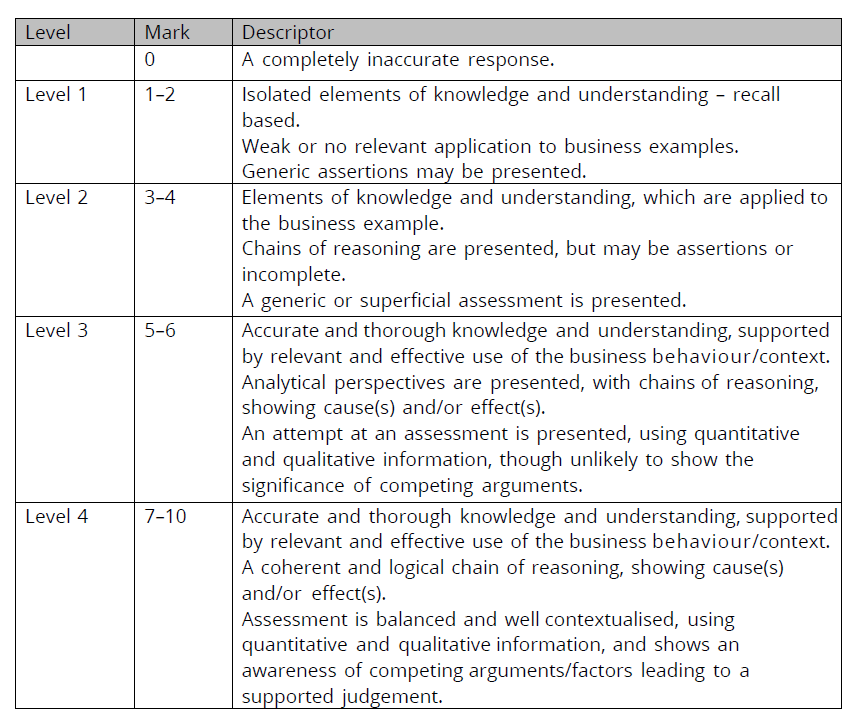 Level Mark Descriptor
0 A completely inaccurate response.
Level 1 1–2 Isolated elements of knowledge and understanding – recall
based.
Weak or no relevant application to business examples.
Generic assertions may be presented.
Level 2 3–4 Elements of knowledge and understanding, which are applied to
the business example.
Chains of reasoning are presented, but may be assertions or
incomplete.
A generic or superficial assessment is presented.
Level 3 5–6 Accurate and thorough knowledge and understanding, supported
by relevant and effective use of the business behaviour/context.
Analytical perspectives are presented, with chains of reasoning,
showing cause(s) and/or effect(s).
An attempt at an assessment is presented, using quantitative
and qualitative information, though unlikely to show the
significance of competing arguments.
Level 4 7–10 Accurate and thorough knowledge and understanding, supported
by relevant and effective use of the business behaviour/context.
A coherent and logical chain of reasoning, showing cause(s)
and/or effect(s).
Assessment is balanced and well contextualised, using
quantitative and qualitative information, and shows an
awareness of competing arguments/factors leading to a
supported judgement.